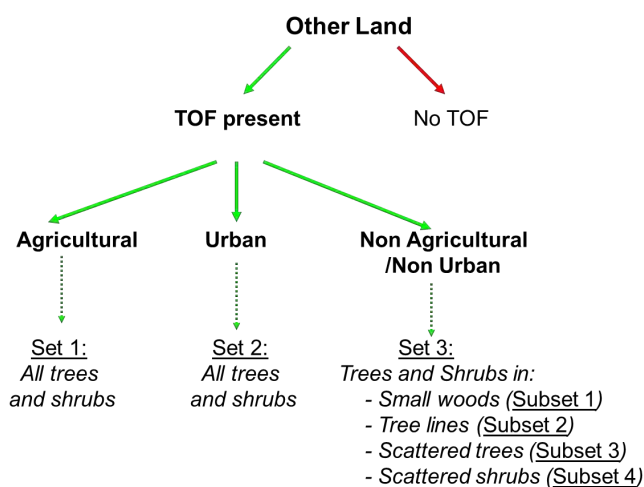 Other Land
TOF present
No TOF
Agricultural
Urban
Non Agricultural
/Non Urban
Set 1:
All trees
and shrubs
Set 2:
All trees
and shrubs
Set 3:
Trees and Shrubs in:
- Small woods (Subset 1)
- Tree lines (Subset 2)
- Scattered trees (Subset 3)
- Scattered shrubs (Subset 4)